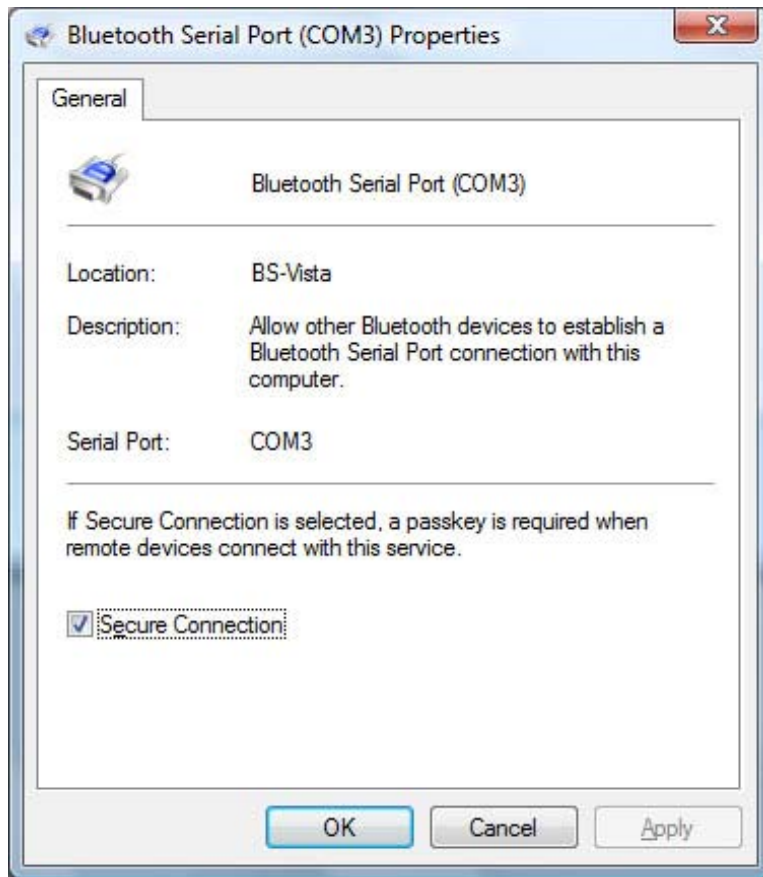 Bluetooth Serial Port (COM3) Properties
General
Bluetooth Serial Port (COM3)
Location: BS-Vista
Description: Allow other Bluetooth devices to establish a
Bluetooth Serial Port connection with this
computer.
Serial Port: COM3
If Secure Connection is selected, a passkey is required when
remote devices connect with this service.
Secure Connection
OK Cancel Apply